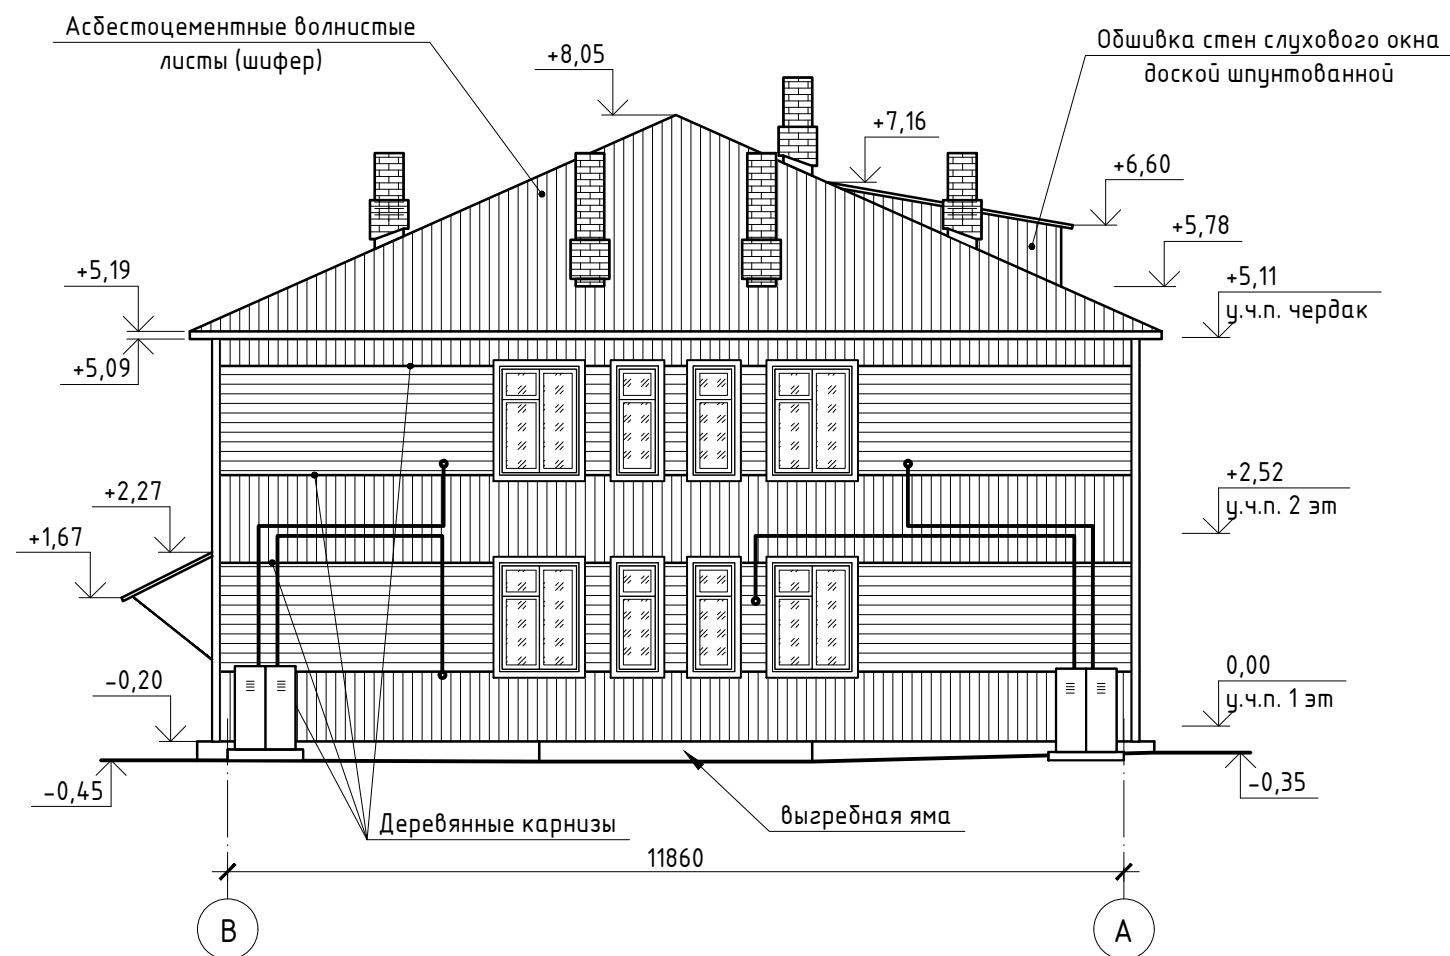 Асбестоцементные волнистые
листы (шифер)
Обшивка стен слухового окна
доской шпунтованной
+8,05
+7,16
+6,60
+5,78
+5,19
+5,11
у.ч.п. чердак
+5,09
+2,27
+2,52
у.ч.п. 2 эт
+1,67
0,00
у.ч.п. 1 эт
-0,20
-0,45
-0,35
Деревянные карнизы
выгребная яма
11860
В
А